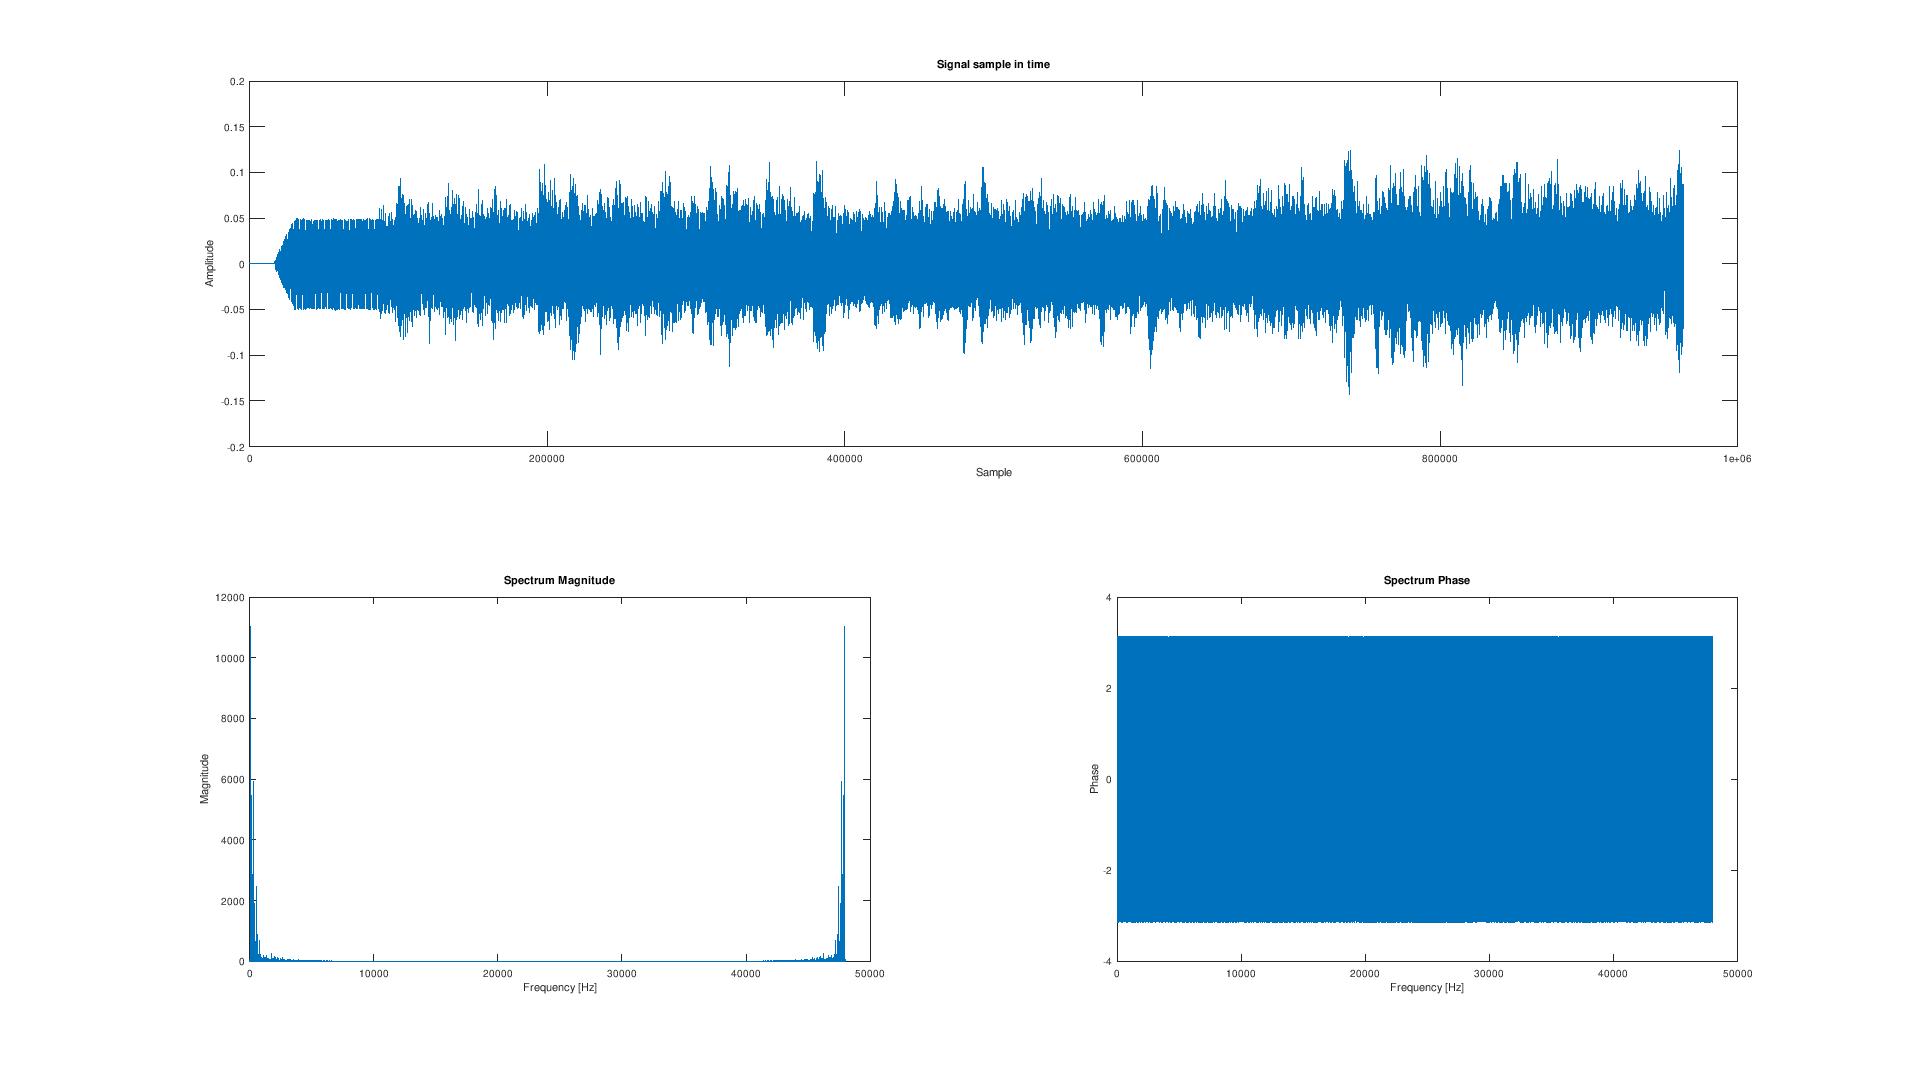 Signal sample in time
0.2
0.15
0.1
0.05
0
-0.05
-0.1
-0.15
-0.2
Amplitude
0 200000 400000 600000 800000 1e+06
Sample
Spectrum Magnitude
12000
10000
8000
6000
4000
2000
0
Magnitude
0 10000 20000 30000 40000 50000
Frequency [Hz]
Spectrum Phase
4
2
0
-2
-4
Phase
0 10000 20000 30000 40000 50000
Frequency [Hz]